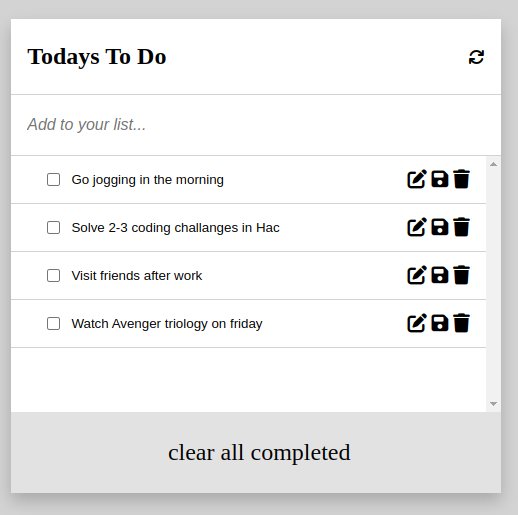 Todays To Do
Add to your list...
Go jogging in the morning
Solve 2-3 coding challanges in Hac
Visit friends after work
Watch Avenger triology on friday
clear all completed